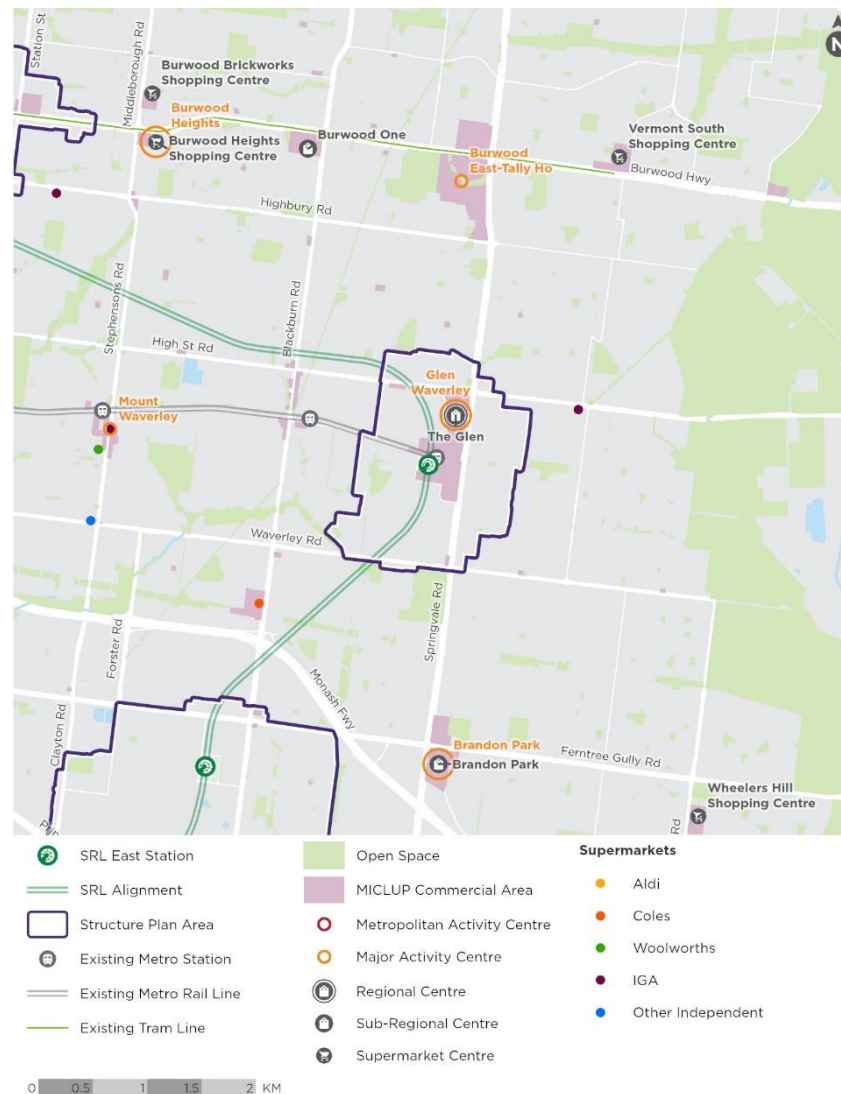 Station St
Middleborough Rd
N
Burwood Brickworks
Shopping Centre
Burwood
Heights
Burwood Heights
Shopping Centre
Burwood One
Burwood
East-Tally Ho
Vermont South
Shopping Centre
Burwood Hwy
Highbury Rd
Stephensons Rd
Blackburn Rd
High St Rd
Mount
Waverley
Glen
Waverley
The Glen
Waverley Rd
Springvale Rd
Forster Rd
Monash Fwy
Clayton Rd
Brandon Park
Brandon Park
Ferntree Gully Rd
Wheelers Hill
Shopping Centre
Rd
SRL East Station
SRL Alignment
Structure Plan Area
Existing Metro Station
Existing Metro Rail Line
Existing Tram Line
0 0.5 1 1.5 2 KM
Open Space
MICLUP Commercial Area
Metropolitan Activity Centre
Major Activity Centre
Regional Centre
Sub-Regional Centre
Supermarket Centre
Supermarkets
Aldi
Coles
Woolworths
IGA
Other Independent